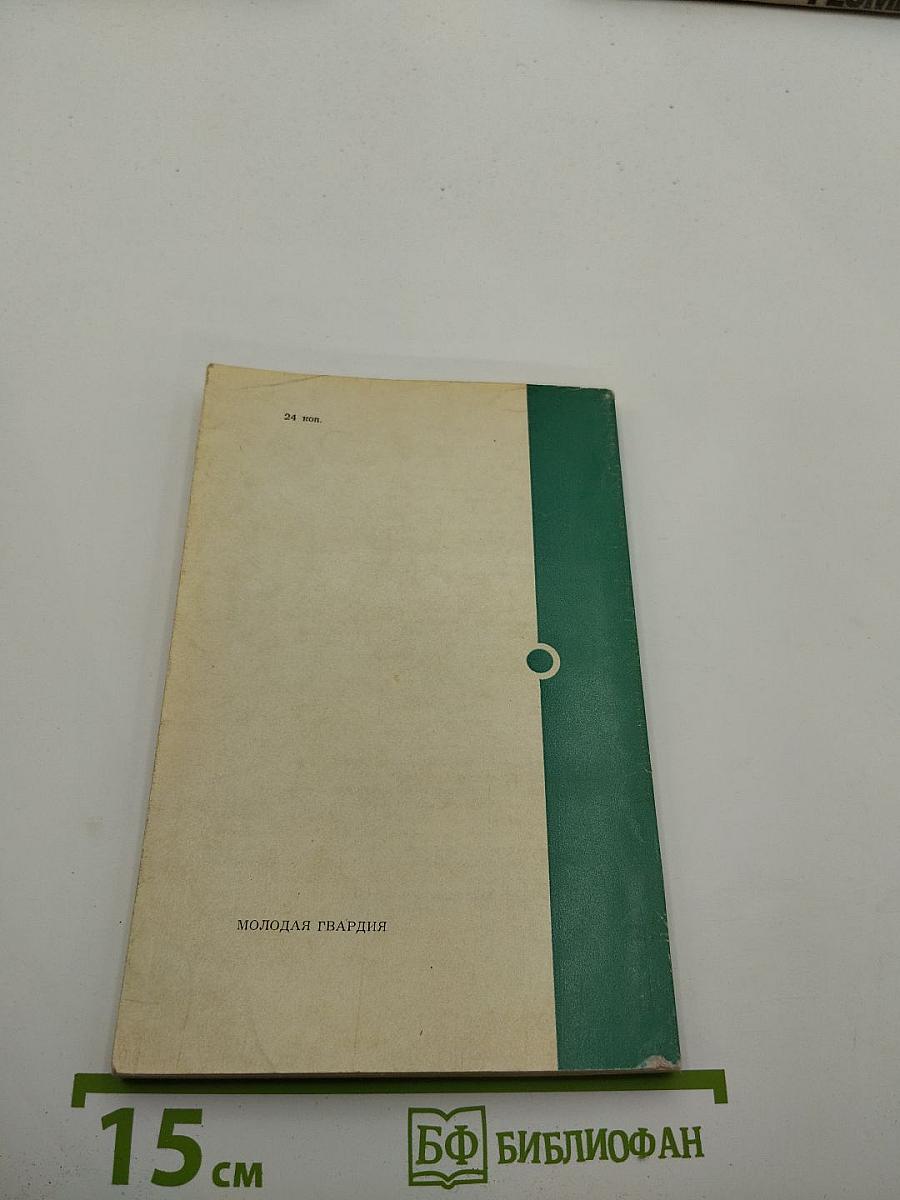 24 коп.
МОЛОДАЯ ГВАРДИЯ
15 см
БФ БИБЛИОФАН